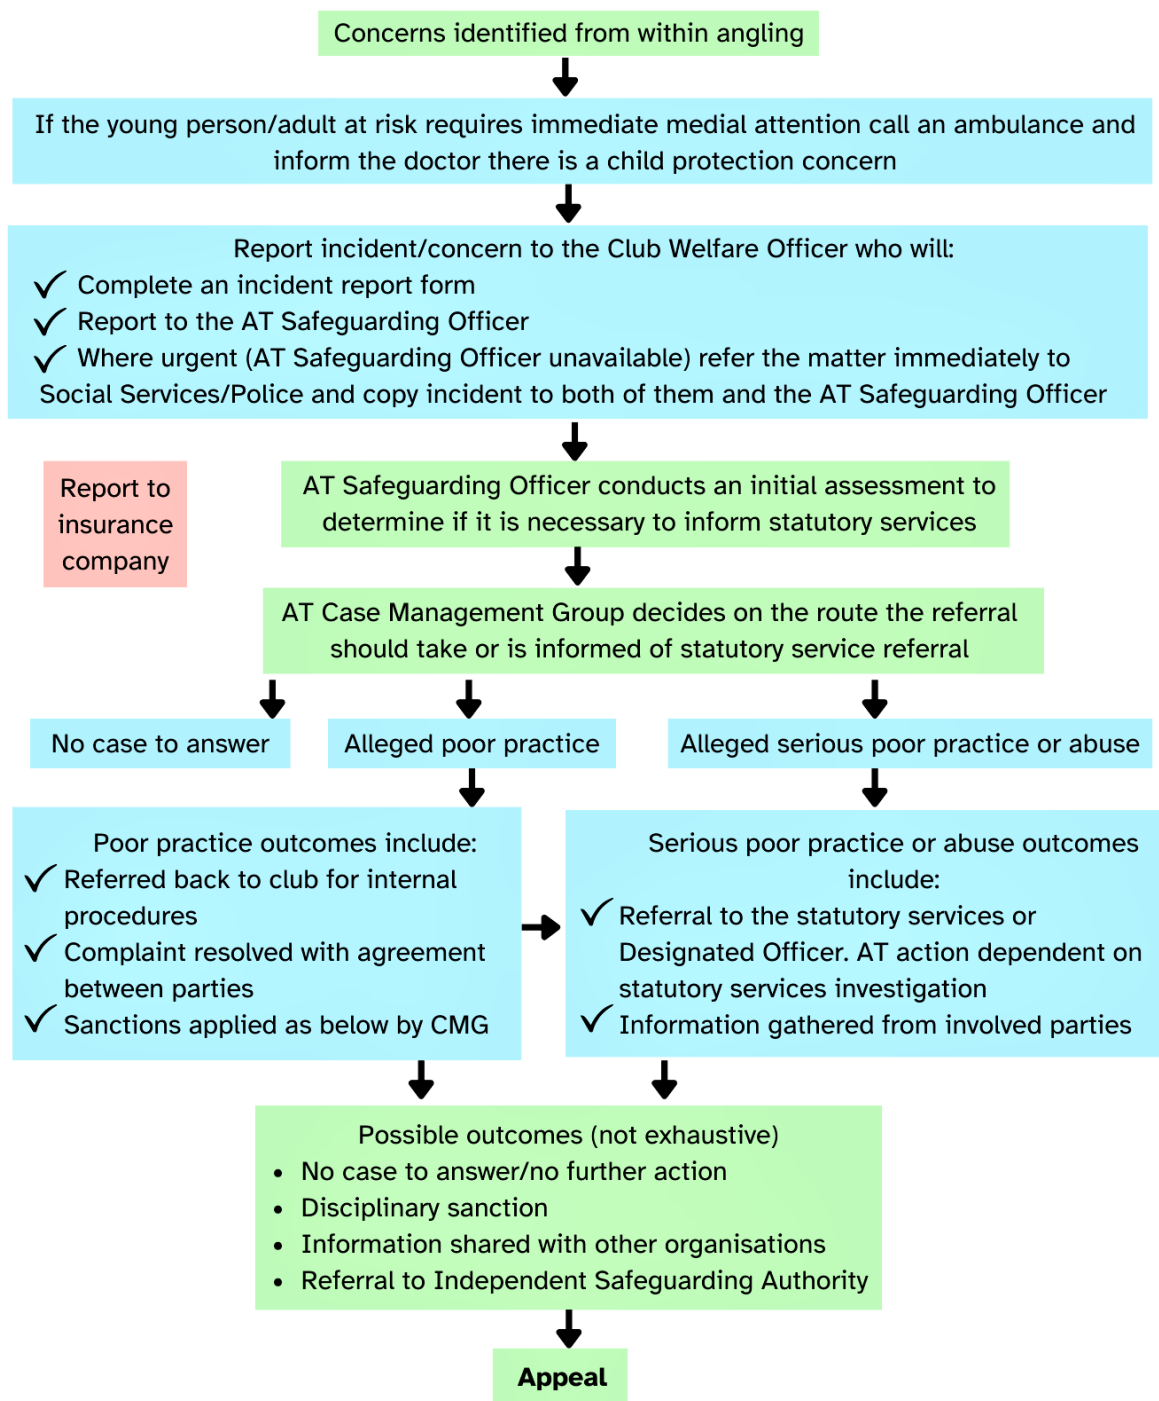 Concerns identified from within angling
If the young person/adult at risk requires immediate medial attention call an ambulance and
inform the doctor there is a child protection concern
Report incident/concern to the Club Welfare Officer who will:
✓ Complete an incident report form
✓ Report to the AT Safeguarding Officer
✓ Where urgent (AT Safeguarding Officer unavailable) refer the matter immediately to
Social Services/Police and copy incident to both of them and the AT Safeguarding Officer
Report to
insurance
company
AT Safeguarding Officer conducts an initial assessment to
determine if it is necessary to inform statutory services
AT Case Management Group decides on the route the referral
should take or is informed of statutory service referral
No case to answer
Alleged poor practice
Alleged serious poor practice or abuse
Poor practice outcomes include:
✓ Referred back to club for internal
procedures
✓ Complaint resolved with agreement
between parties
✓ Sanctions applied as below by CMG
Serious poor practice or abuse outcomes
include:
✓ Referral to the statutory services or
Designated Officer. AT action dependent on
statutory services investigation
✓ Information gathered from involved parties
Possible outcomes (not exhaustive)
• No case to answer/no further action
• Disciplinary sanction
• Information shared with other organisations
• Referral to Independent Safeguarding Authority
Appeal